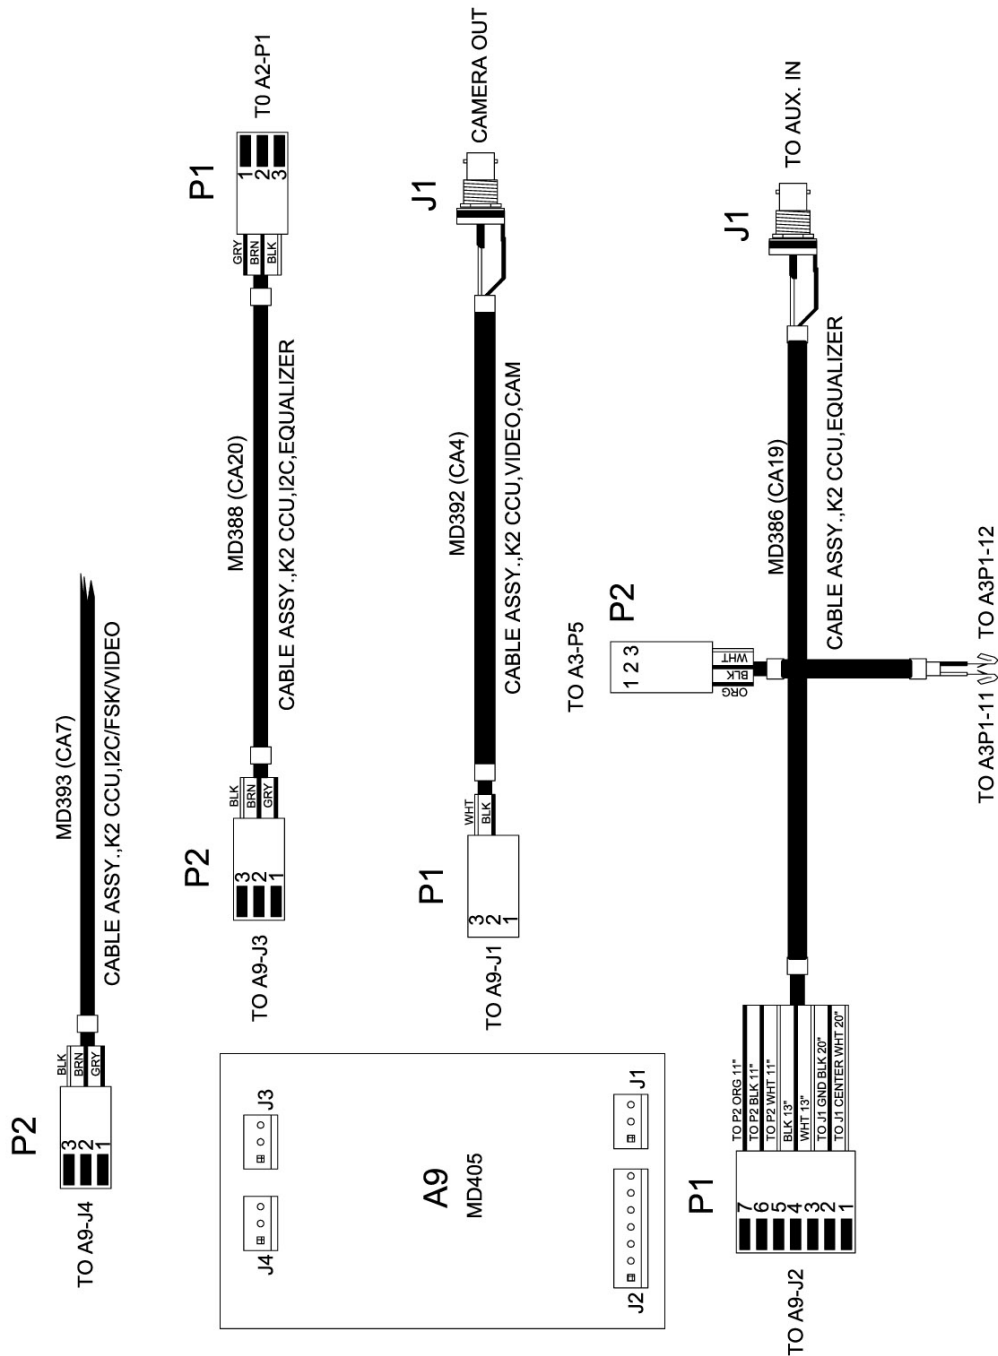 P2
TO A9-J4
3
2
1
BLK
BRN
GRY
MD393 (CA7)
CABLE ASSY.,K2 CCU,I2C/FSK/VIDEO
P2
TO A9-J3
3
2
1
BLK
BRN
GRY
MD388 (CA20)
CABLE ASSY.,K2 CCU,I2C,EQUALIZER
GRY
BRN
BLK
P1
1
2
3
T0 A2-P1
P1
TO A9-J1
3
2
1
WHT
BLK
MD392 (CA4)
CABLE ASSY.,K2 CCU,VIDEO,CAM
J1
CAMERA OUT
J4
J3
A9
MD405
J2
J1
TO A3-P5
P2
1 2 3
ORG
BLK
WHT
P1
TO A9-J2
7
6
5
4
3
2
1
TO P2 ORG 11"
TO P2 BLK 11"
TO P2 WHT 11"
BLK 13"
WHT 13"
TO J1 GND BLK 20"
TO J1 CENTER WHT 20"
MD386 (CA19)
CABLE ASSY.,K2 CCU,EQUALIZER
J1
TO AUX. IN
TO A3P1-11
TO A3P1-12